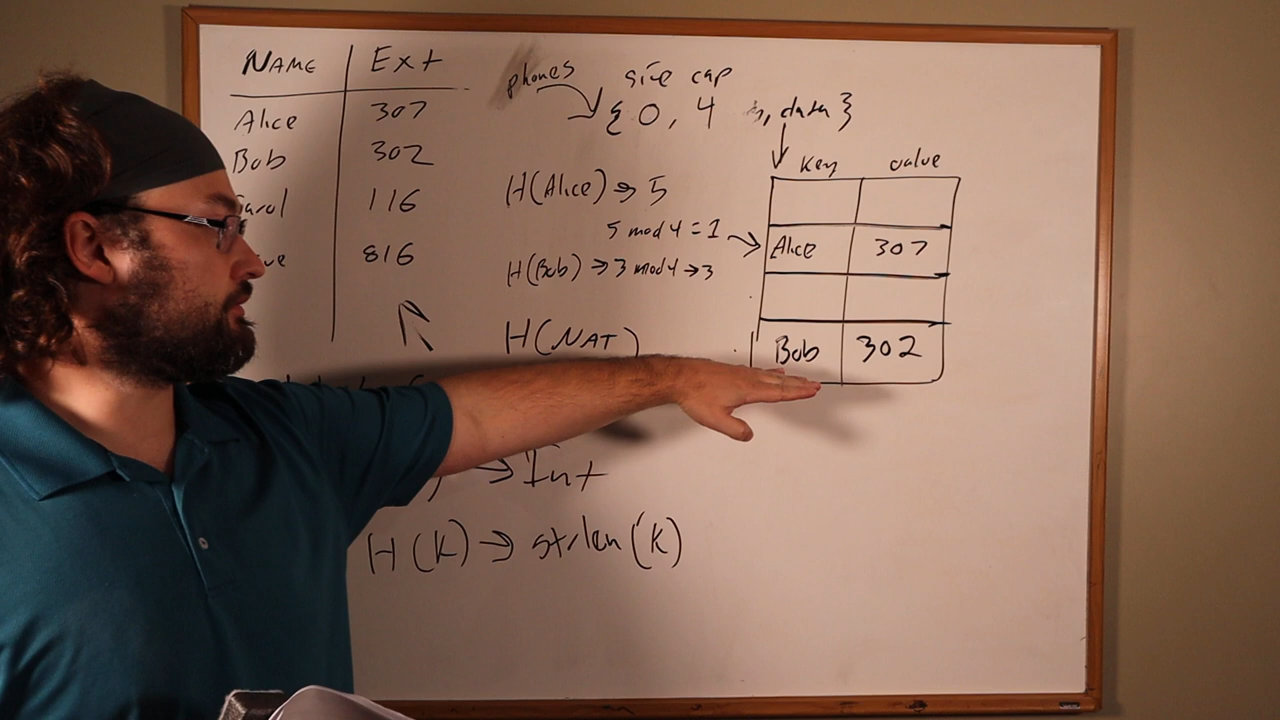 NAME Ext
Alice 307
Bob 302
116
816
phones size cap
{ 0, 4 , data }
H(Alice) → 5
5 mod 4 = 1 →
H(Bob) → 3 mod 4 → 3
H(NAT)
→ Int
H(K) → strlen(K)
key value
Alice 307
Bob 302